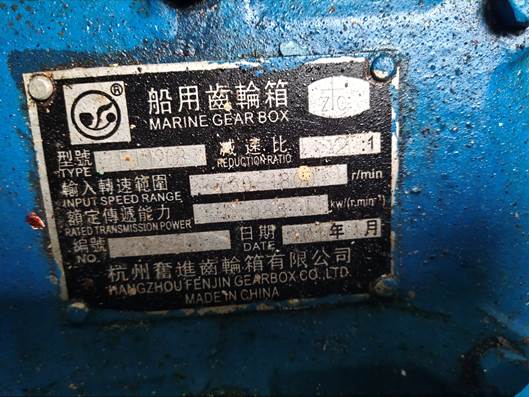 ®
船用齒輪箱
MARINE GEAR BOX
ZC
型號
TYPE
减速比
REDUCTION RATIO
:1
輸入轉速範圍
INPUT SPEED RANGE
r/min
額定傳遞能力
RATED TRANSMISSION POWER
kw/(r.min⁻¹)
編號
NO.
日期
DATE
年 月
杭州奮進齒輪箱有限公司
HANGZHOU FENJIN GEARBOX CO.,LTD.
MADE IN CHINA